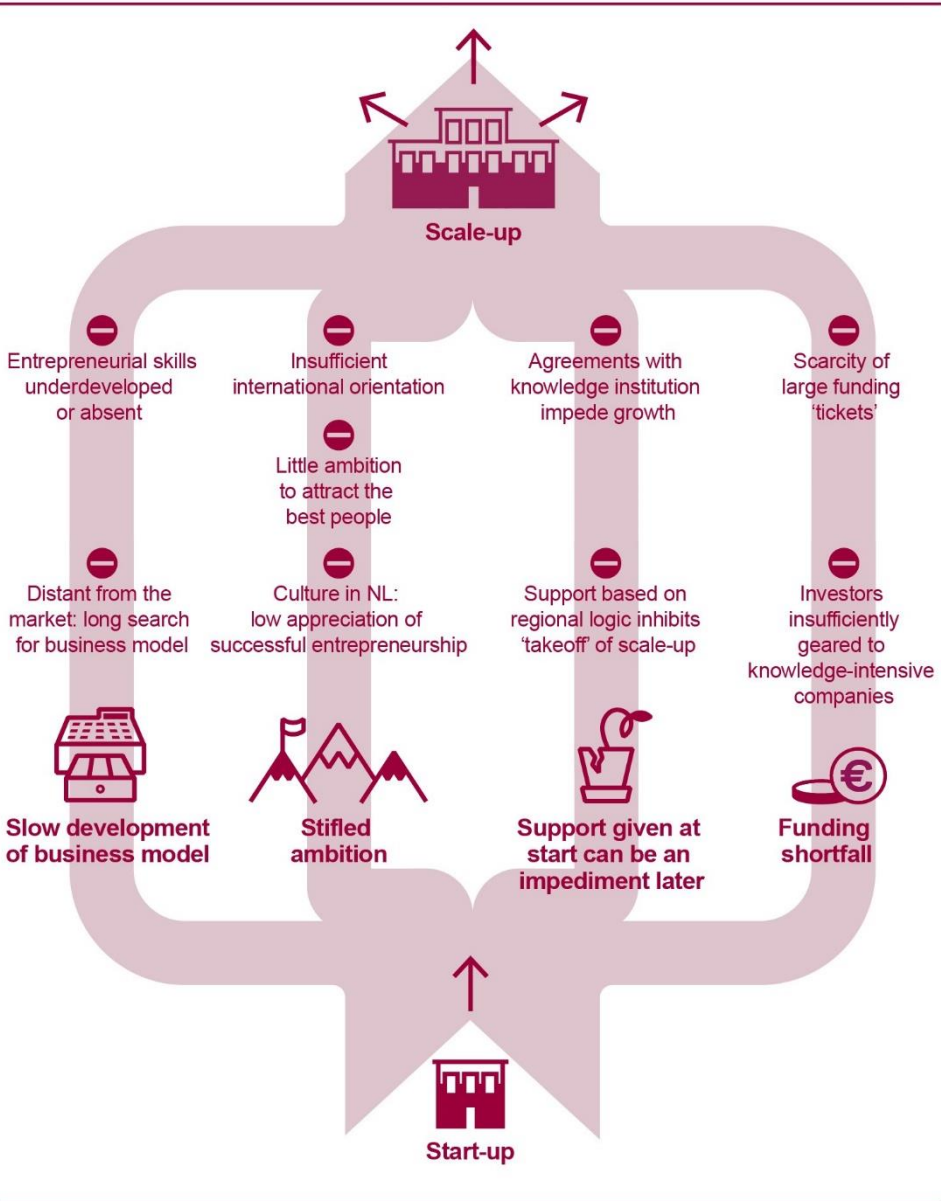 Scale-up
Entrepreneurial skills
underdeveloped
or absent
Insufficient
international orientation
Agreements with
knowledge institution
impede growth
Scarcity of
large funding
‘tickets’
Little ambition
to attract the
best people
Distant from the
market: long search
for business model
Culture in NL:
low appreciation of
successful entrepreneurship
Support based on
regional logic inhibits
‘takeoff’ of scale-up
Investors
insufficiently
geared to
knowledge-intensive
companies
€
Slow development
of business model
Stifled
ambition
Support given at
start can be an
impediment later
Funding
shortfall
Start-up